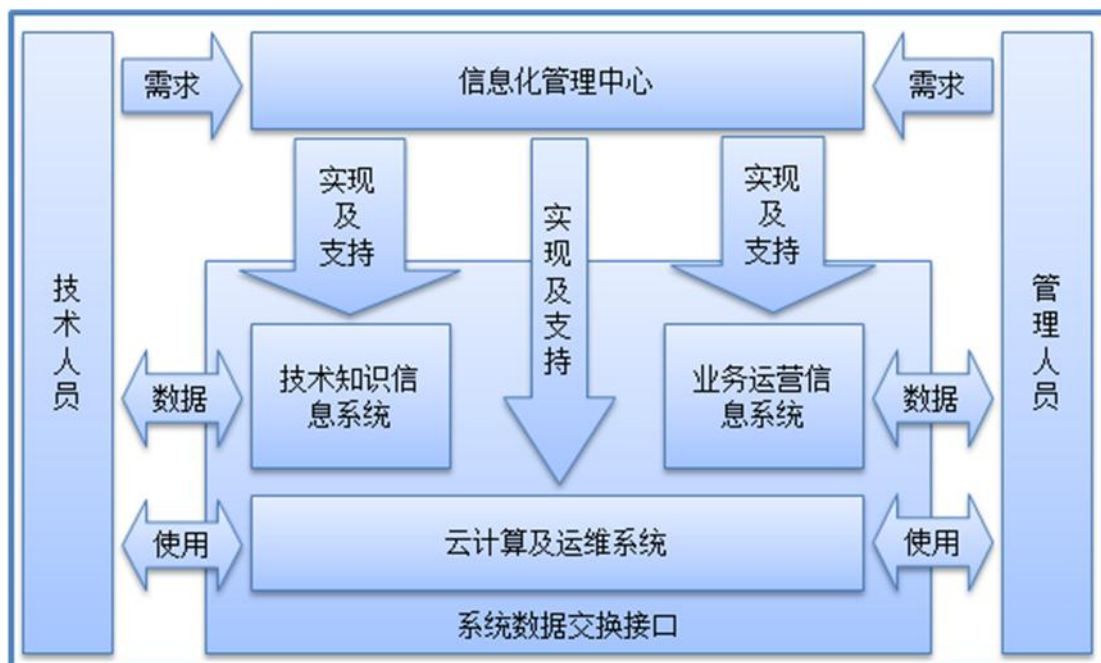 需求
信息化管理中心
需求
实现
及
支持
实现及支持
实现
及
支持
技术人员
管理人员
数据
技术知识信
息系统
业务运营信
息系统
数据
使用
云计算及运维系统
使用
系统数据交换接口